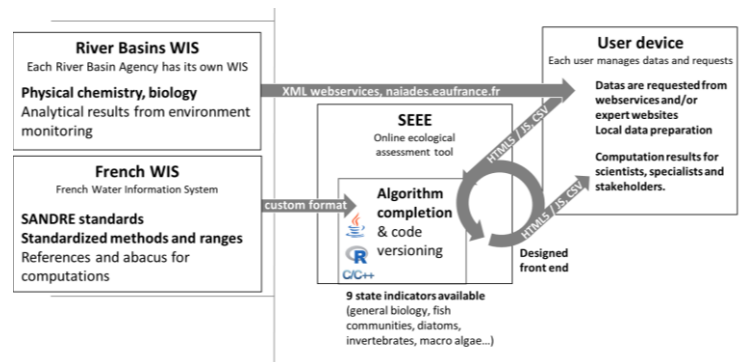 River Basins WIS
Each River Basin Agency has its own WIS
Physical chemistry, biology
Analytical results from environment
monitoring
French WIS
French Water Information System
SANDRE standards
Standardized methods and ranges
References and abacus for
computations
XML webservices, naiades.eaufrance.fr
custom format
SEEE
Online ecological
assessment tool
Algorithm
completion
& code
versioning
R
C/C++
9 state indicators available
(general biology, fish
communities, diatoms,
invertebrates, macro algae...)
HTML5 / JS, CSV
HTML5 / JS, CSV
Designed
front end
User device
Each user manages datas and requests
Datas are requested from
webservices and/or
expert websites
Local data preparation
Computation results for
scientists, specialists and
stakeholders.